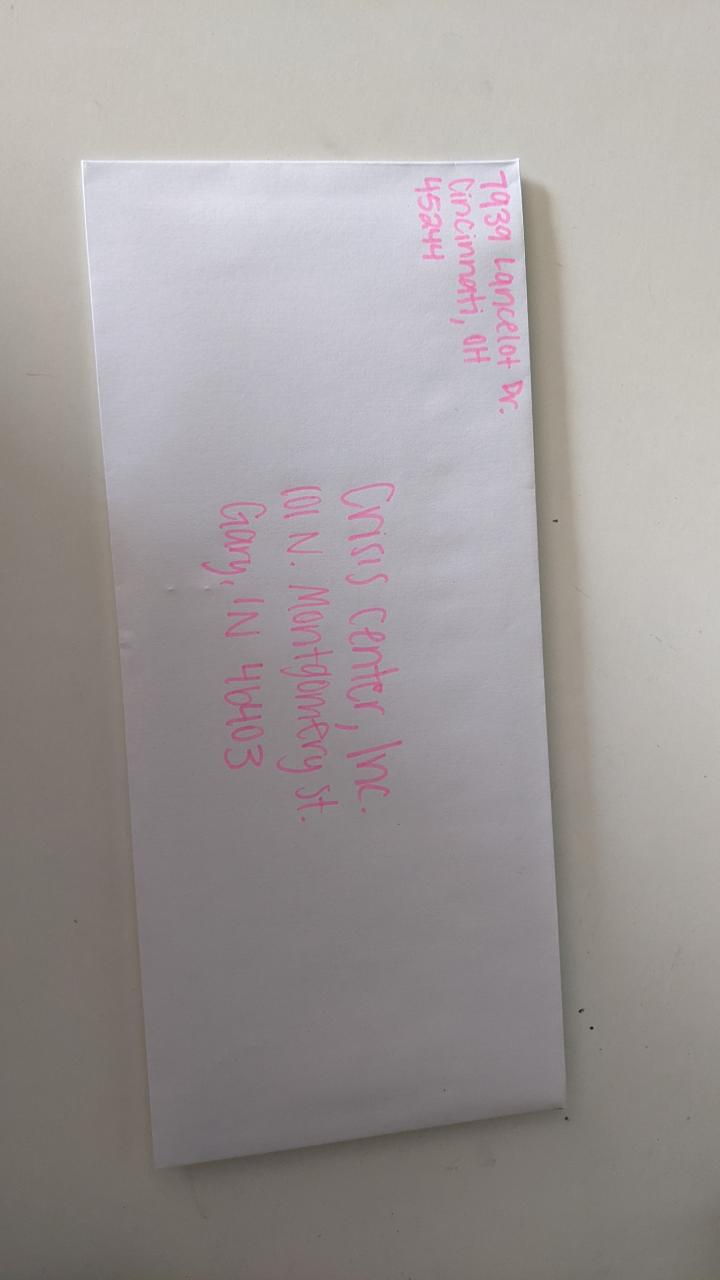 7939 Lancelot Dr.
Cincinnati, OH
45244
Crisis Center, Inc.
101 N. Montgomery St.
Gary, IN 46403